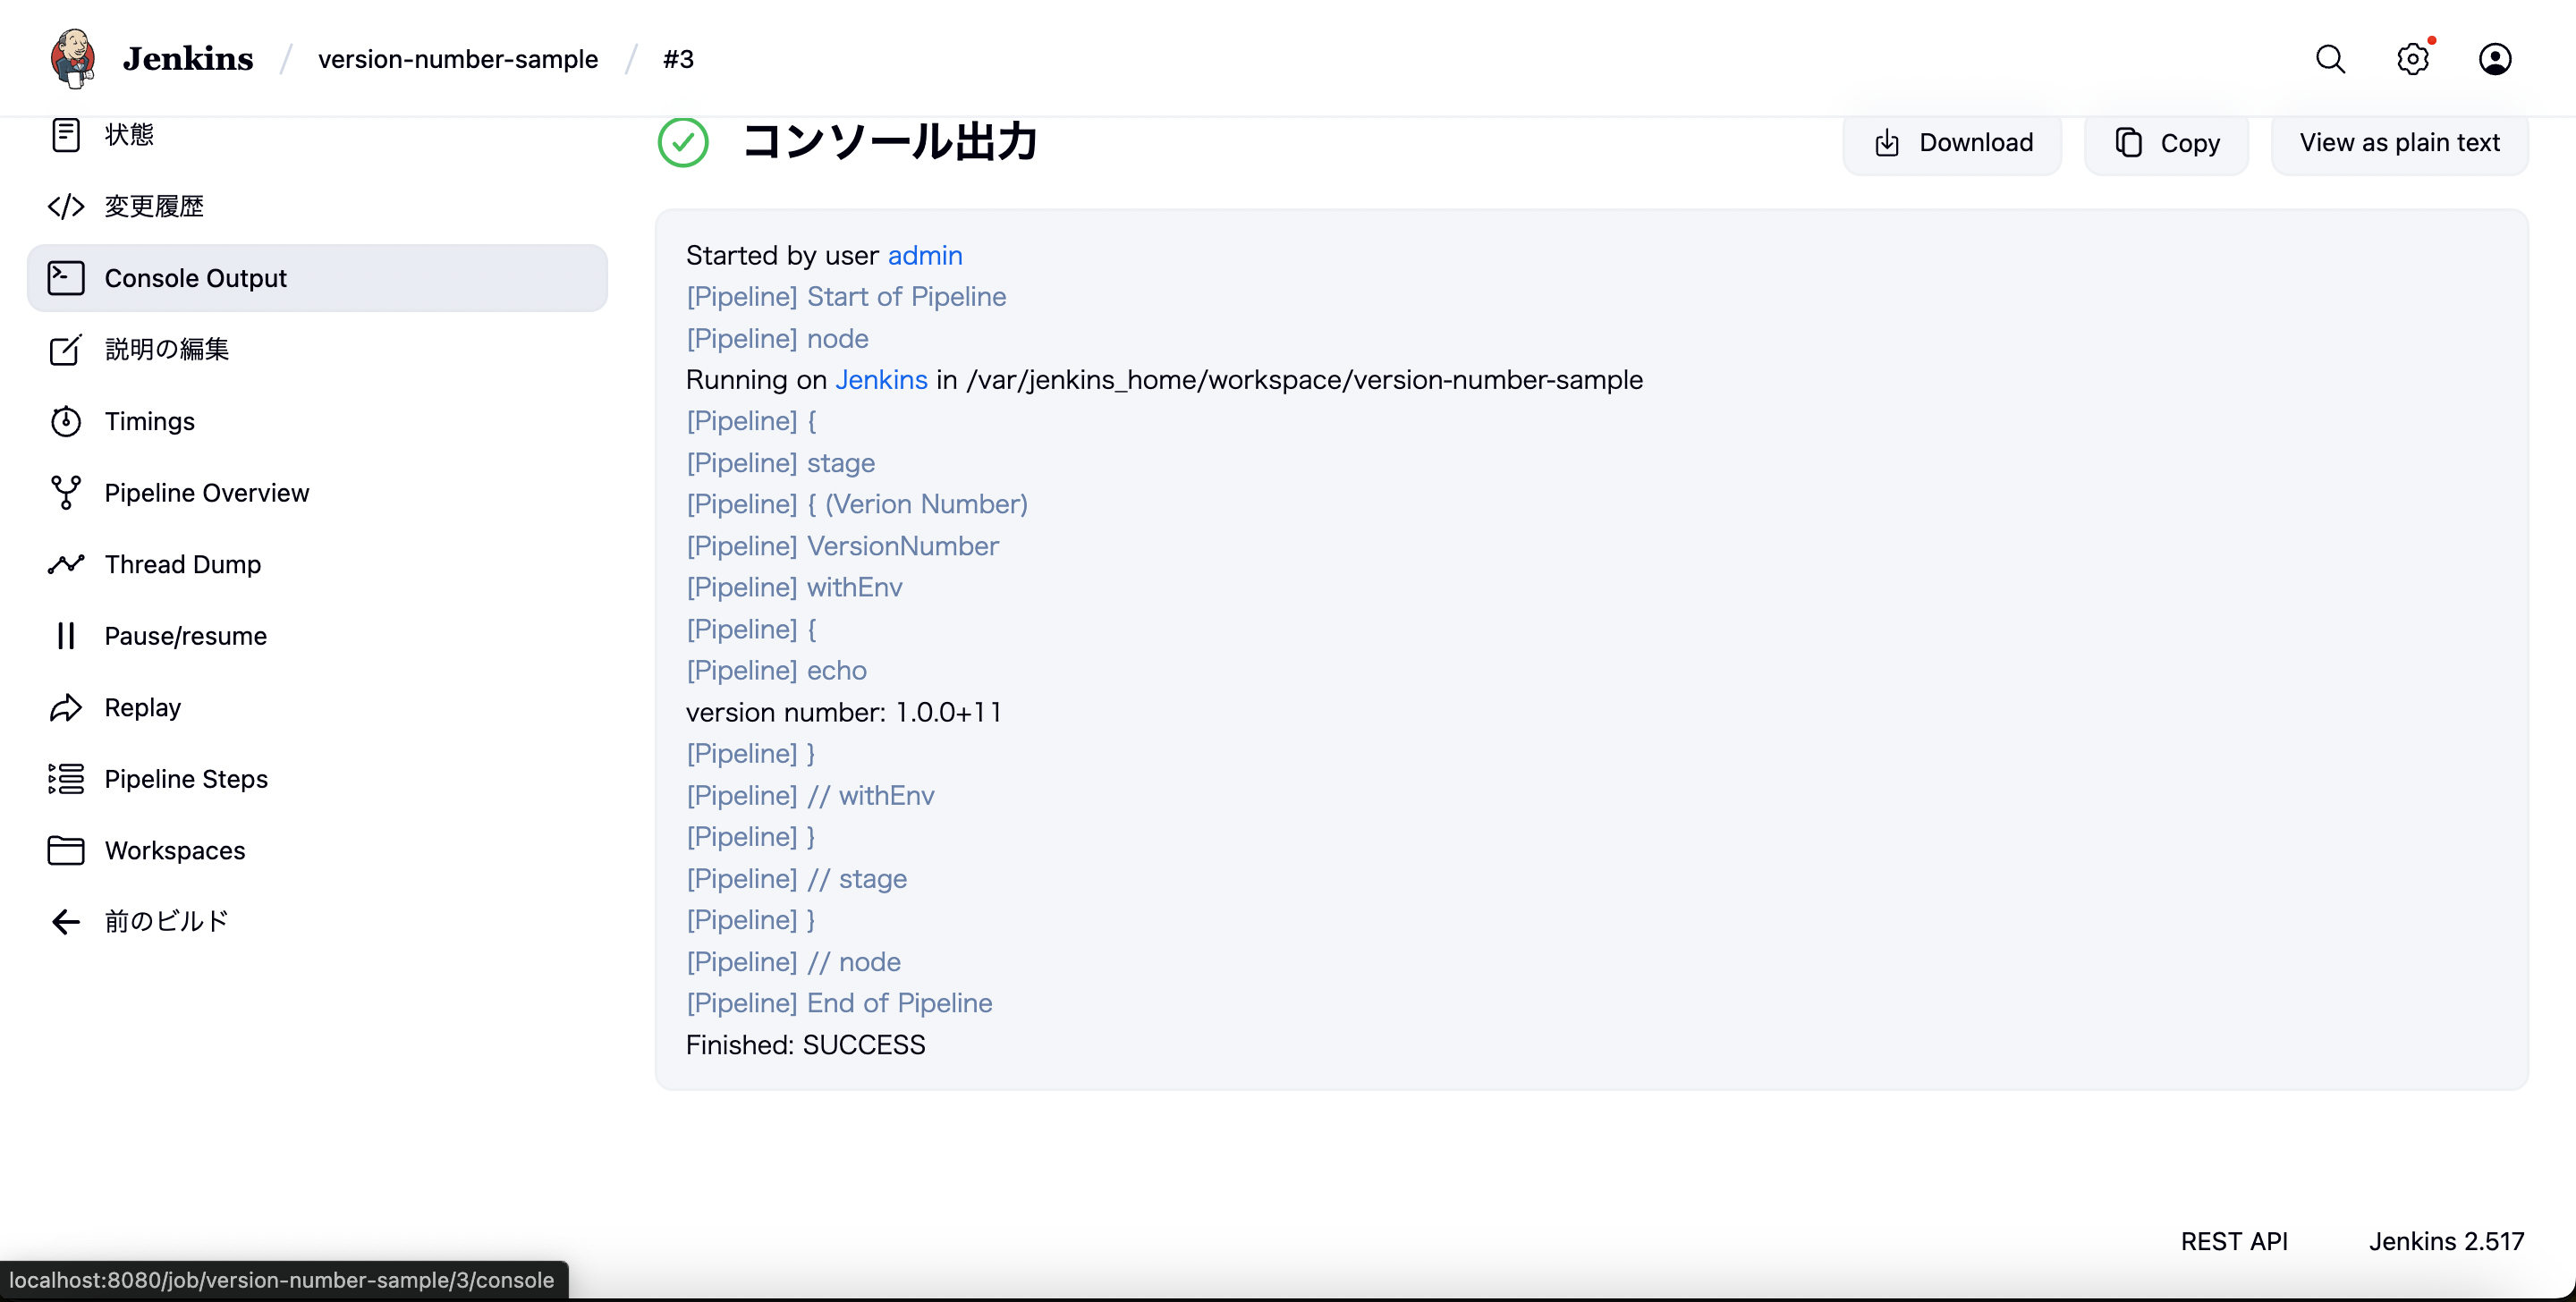 Jenkins / version-number-sample / #3
状態
変更履歴
Console Output
説明の編集
Timings
Pipeline Overview
Thread Dump
Pause/resume
Replay
Pipeline Steps
Workspaces
前のビルド
コンソール出力
Download
Copy
View as plain text
Started by user admin
[Pipeline] Start of Pipeline
[Pipeline] node
Running on Jenkins in /var/jenkins_home/workspace/version-number-sample
[Pipeline] {
[Pipeline] stage
[Pipeline] { (Verion Number)
[Pipeline] VersionNumber
[Pipeline] withEnv
[Pipeline] {
[Pipeline] echo
version number: 1.0.0+11
[Pipeline] }
[Pipeline] // withEnv
[Pipeline] }
[Pipeline] // stage
[Pipeline] }
[Pipeline] // node
[Pipeline] End of Pipeline
Finished: SUCCESS
REST API
Jenkins 2.517
localhost:8080/job/version-number-sample/3/console